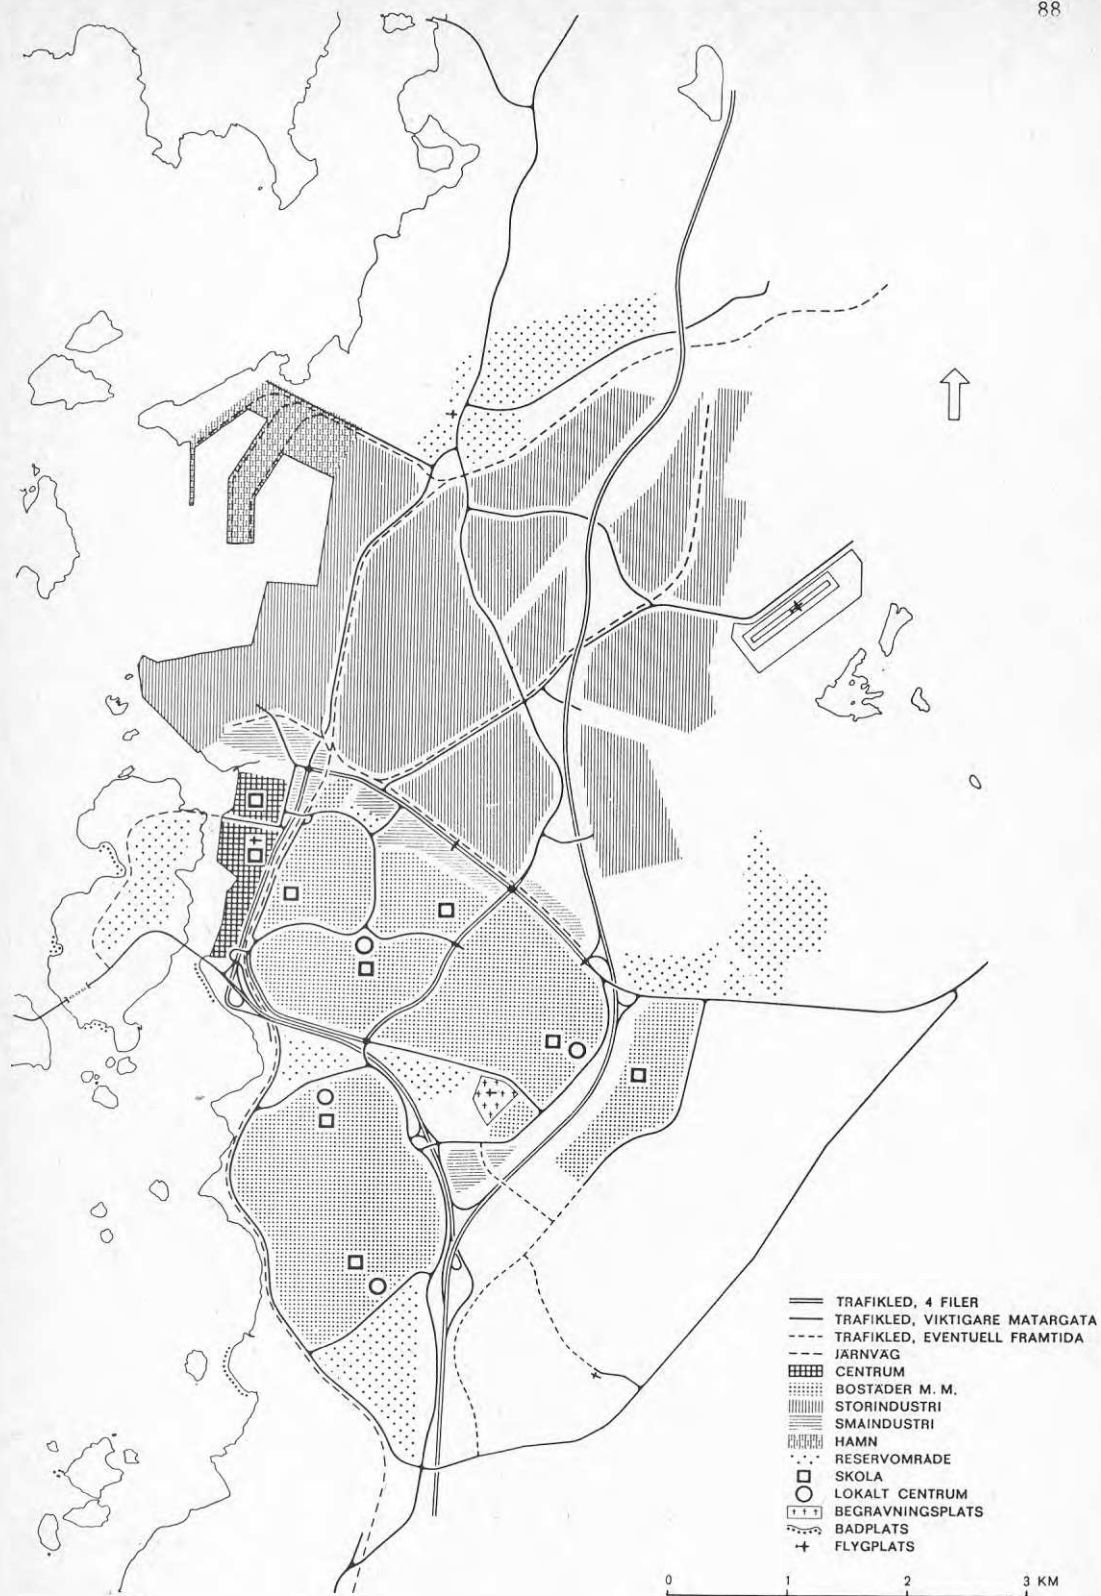 88
TRAFIKLED, 4 FILER
TRAFIKLED, VIKTIGARE MATARGATA
TRAFIKLED, EVENTUELL FRAMTIDA
JÄRNVÄG
CENTRUM
BOSTÄDER M. M.
STORINDUSTRI
SMÅINDUSTRI
HAMN
RESERVOMRÅDE
SKOLA
LOKALT CENTRUM
BEGRAVNINGSPLATS
BADPLATS
FLYGPLATS
0 1 2 3 KM